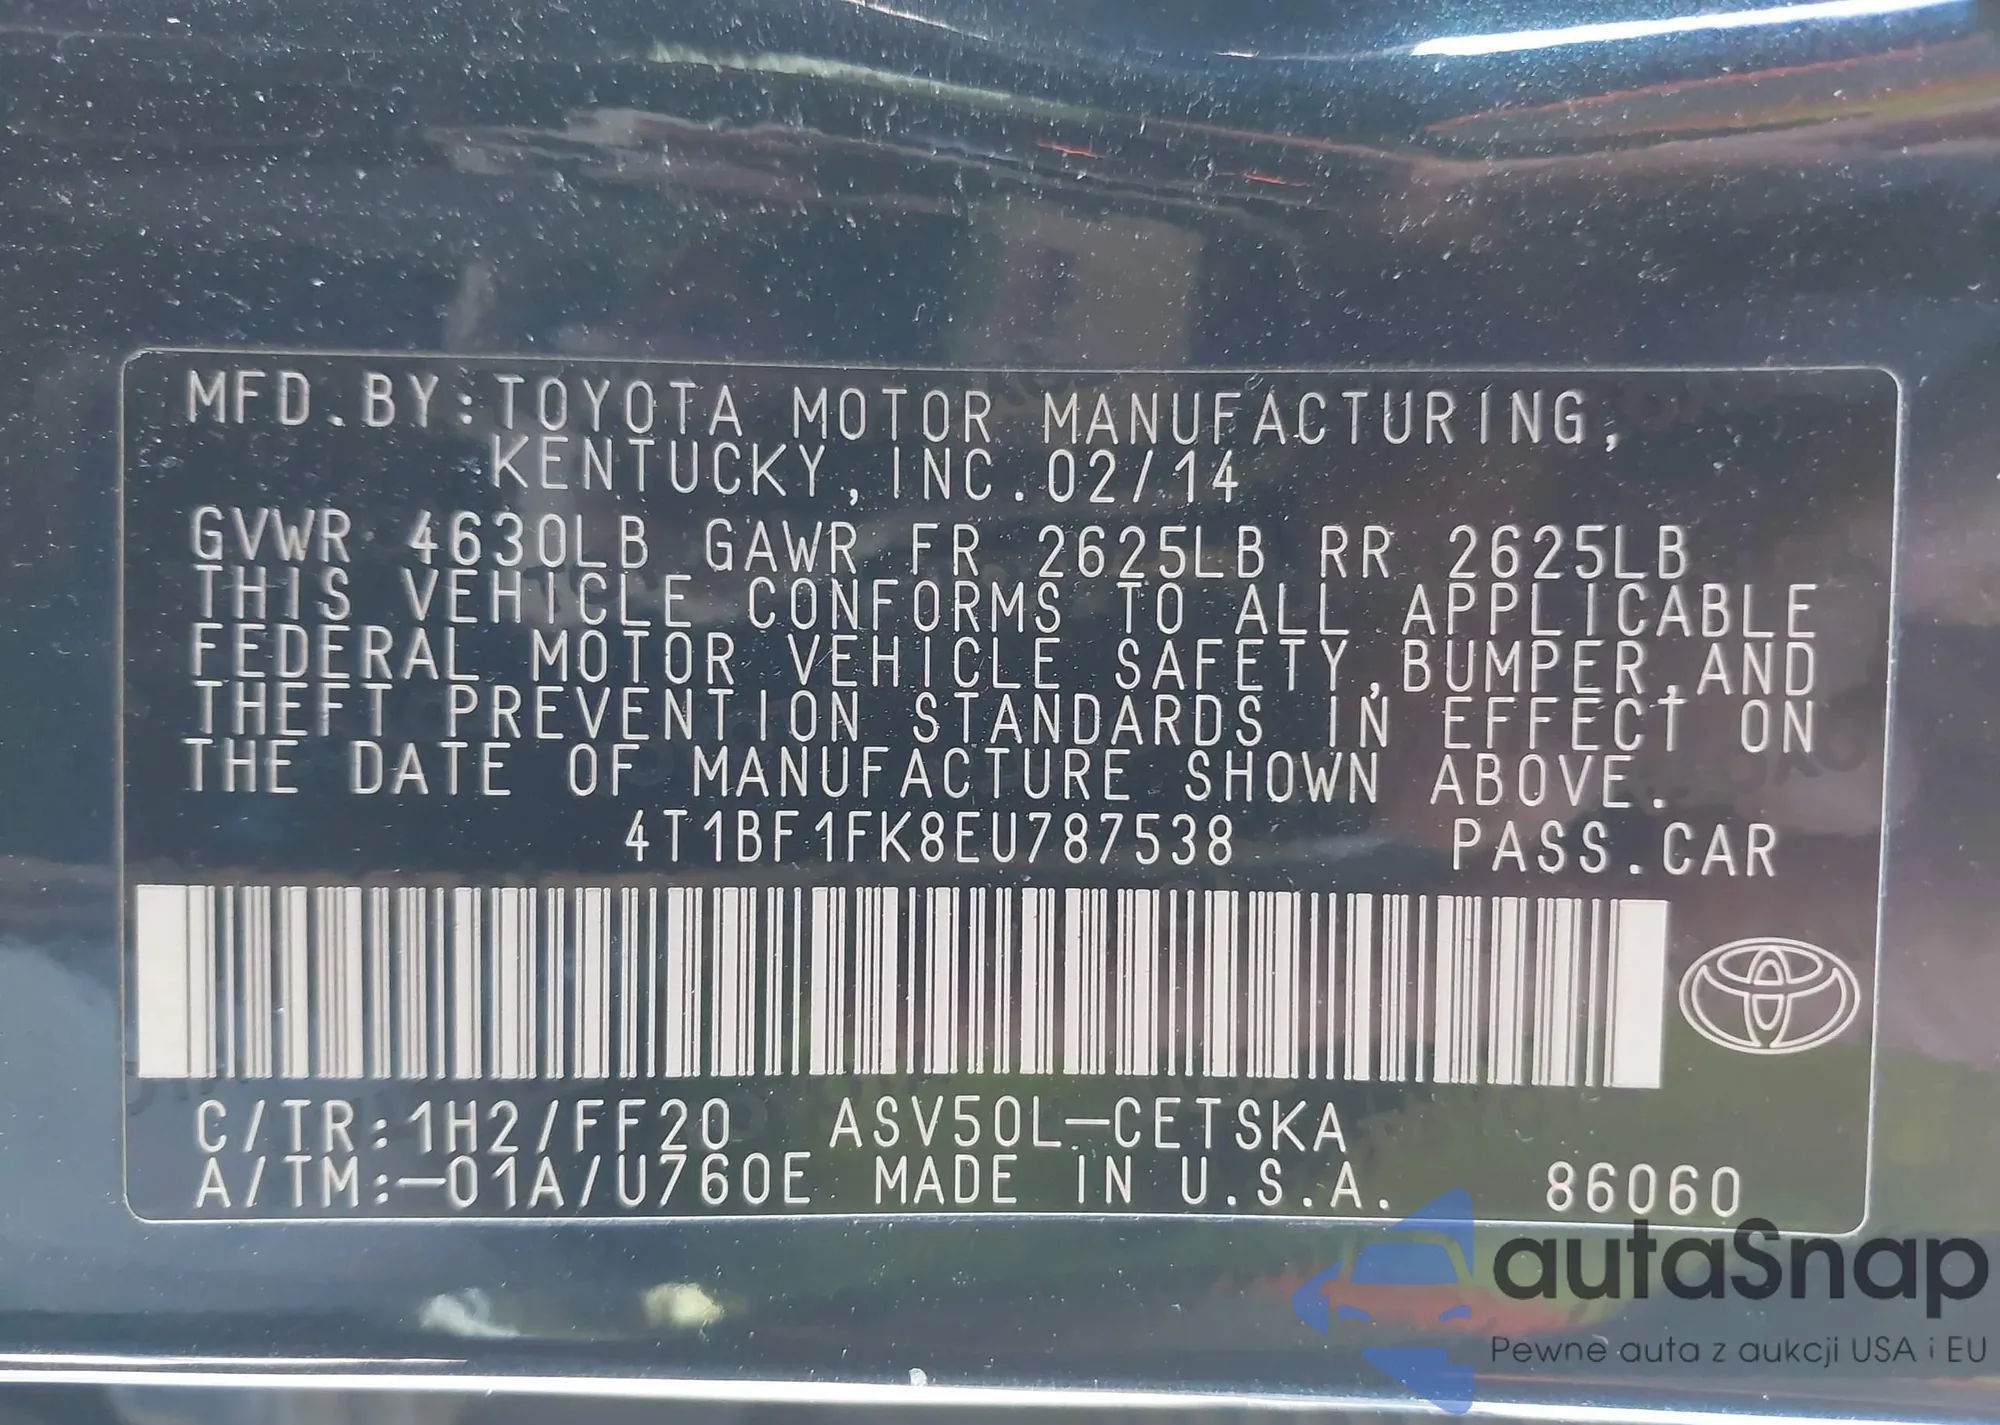 MFD.BY:TOYOTA MOTOR MANUFACTURING,
KENTUCKY, INC.02/14
GVWR 4630LB GAWR FR 2625LB RR 2625LB
THIS VEHICLE CONFORMS TO ALL APPLICABLE
FEDERAL MOTOR VEHICLE SAFETY,BUMPER,AND
THEFT PREVENTION STANDARDS IN EFFECT ON
THE DATE OF MANUFACTURE SHOWN ABOVE.
4T1BF1FK8EU787538 PASS.CAR
C/TR:1H2/FF20 ASV50L-CETSKA
A/TM:-01A/U760E MADE IN U.S.A. 86060
autaSnap
Pewne auta z aukcji USA i EU